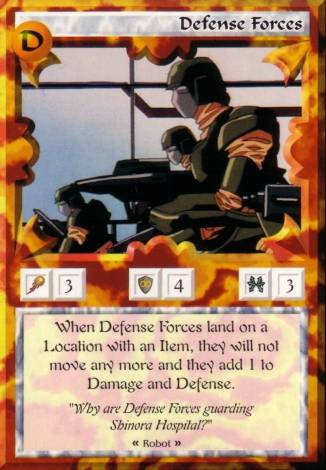 Defense Forces
D
3
4
3
When Defense Forces land on a
Location with an Item, they will not
move any more and they add 1 to
Damage and Defense.
"Why are Defense Forces guarding
Shinora Hospital?"
« Robot »